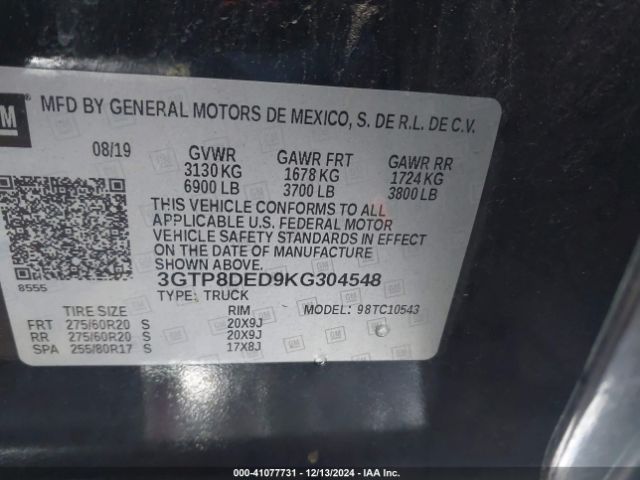 GM
MFD BY GENERAL MOTORS DE MEXICO, S. DE R.L. DE C.V.
08/19 GVWR GAWR FRT GAWR RR
3130 KG 1678 KG 1724 KG
6900 LB 3700 LB 3800 LB
THIS VEHICLE CONFORMS TO ALL
APPLICABLE U.S. FEDERAL MOTOR
VEHICLE SAFETY STANDARDS IN EFFECT
ON THE DATE OF MANUFACTURE
SHOWN ABOVE.
3GTP8DED9KG304548
8555
TYPE: TRUCK MODEL: 98TC10543
TIRE SIZE RIM
FRT 275/60R20 S 20X9J
RR 275/60R20 S 20X9J
SPA 255/80R17 S 17X8J
000-41077731 - 12/13/2024 - IAAI.COM